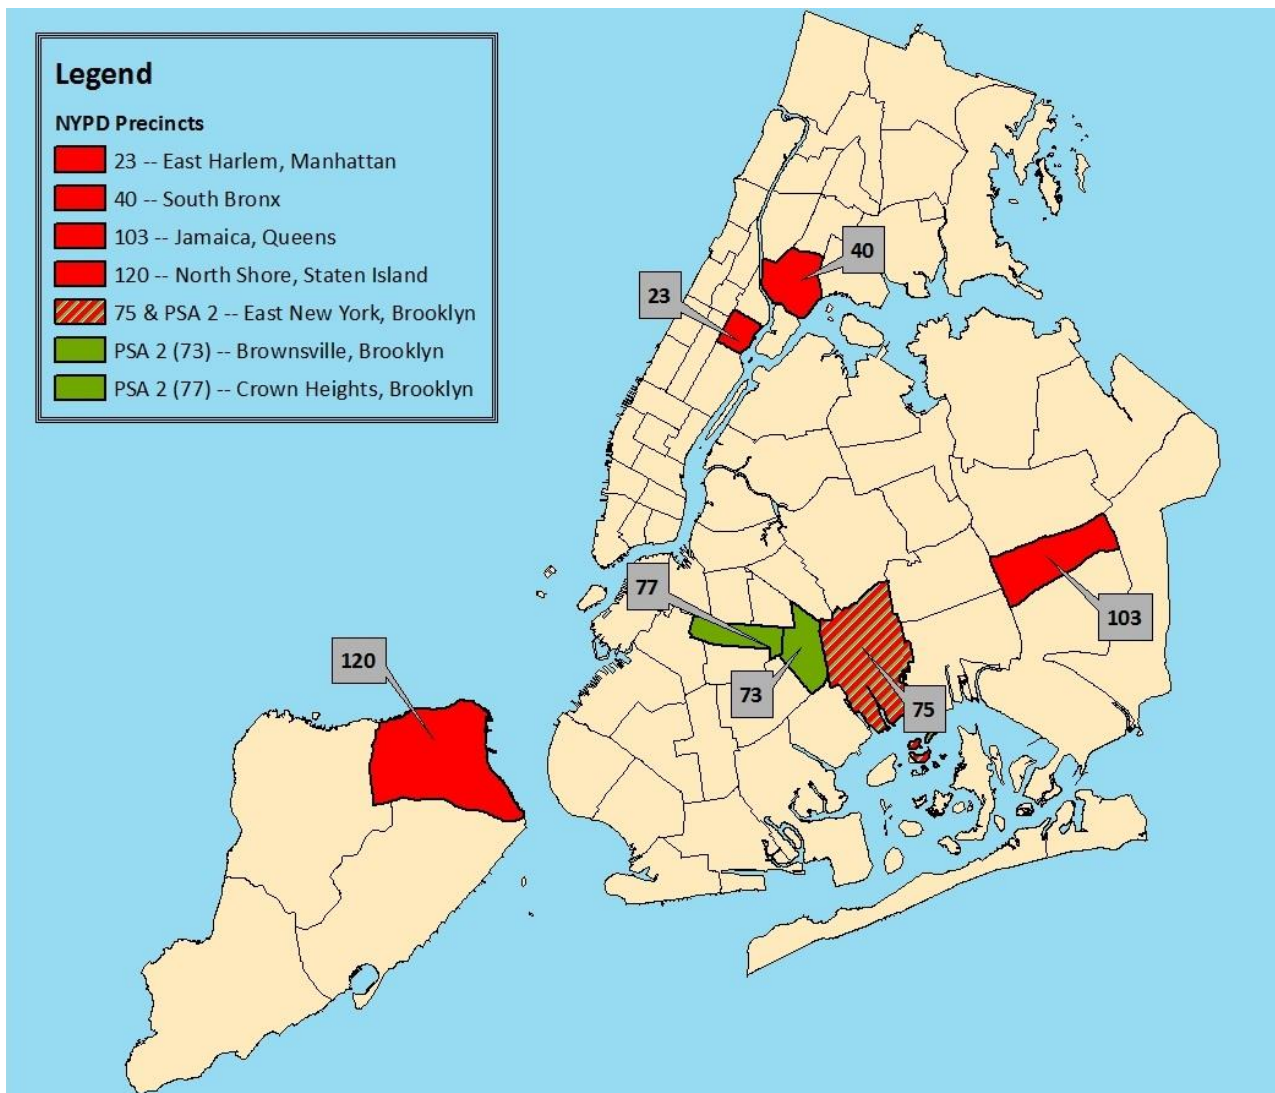 Legend
NYPD Precincts
23 -- East Harlem, Manhattan
40 -- South Bronx
103 -- Jamaica, Queens
120 -- North Shore, Staten Island
75 & PSA 2 -- East New York, Brooklyn
PSA 2 (73) -- Brownsville, Brooklyn
PSA 2 (77) -- Crown Heights, Brooklyn
40
23
77
103
120
73
75